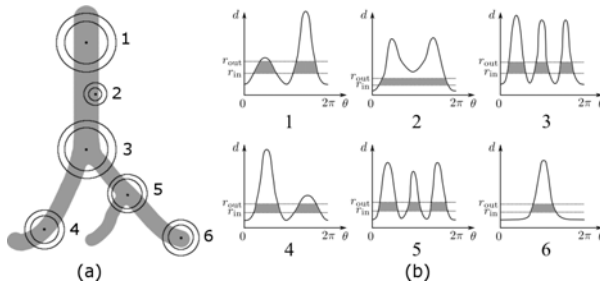 1
2
3
4
5
6
(a)
d
r_out
r_in
0
2π θ
1
d
r_out
r_in
0
2π θ
2
d
r_out
r_in
0
2π θ
3
d
r_out
r_in
0
2π θ
4
d
r_out
r_in
0
2π θ
5
d
r_out
r_in
0
2π θ
6
(b)